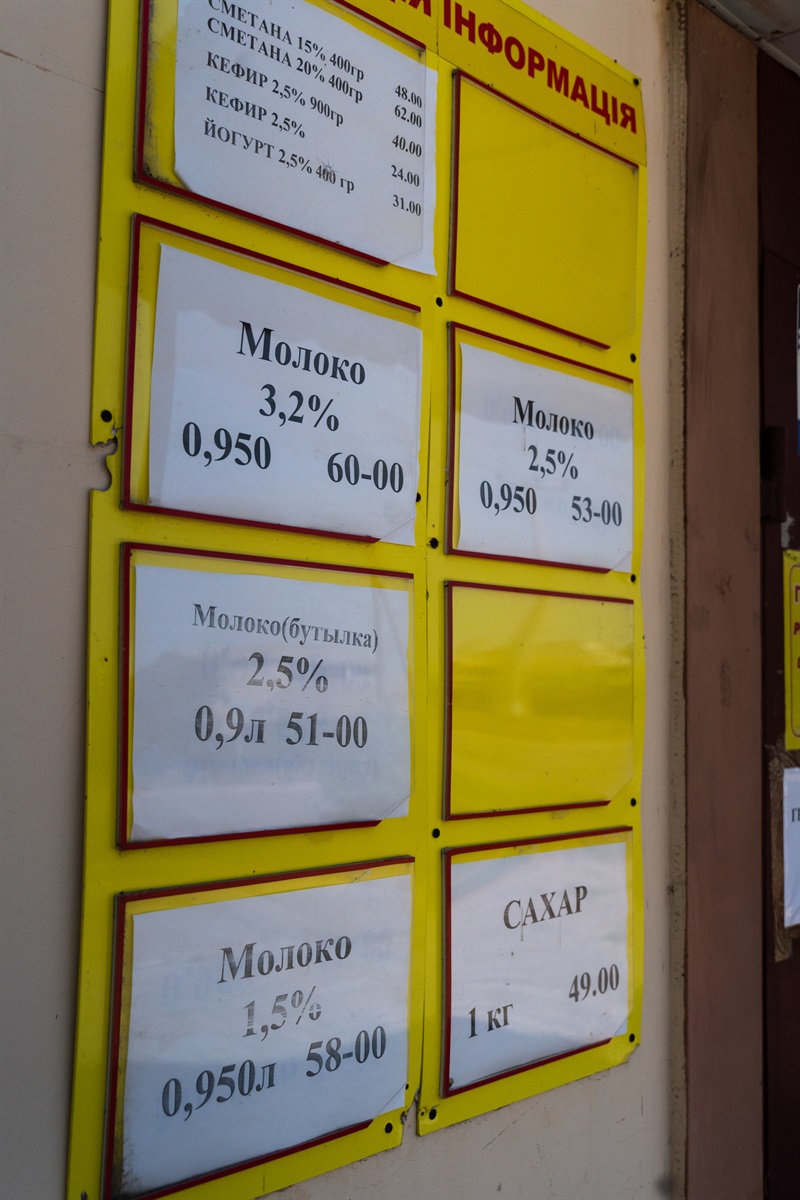 ІНФОРМАЦІЯ
СМЕТАНА 15% 400гр 48.00
СМЕТАНА 20% 400гр 62.00
КЕФИР 2,5% 900гр 40.00
КЕФИР 2,5% 24.00
ЙОГУРТ 2,5% 400 гр 31.00
Молоко
3,2%
0,950 60-00
Молоко
2,5%
0,950 53-00
Молоко(бутылка)
2,5%
0,9л 51-00
Молоко
1,5%
0,950л 58-00
САХАР
1 кг 49.00